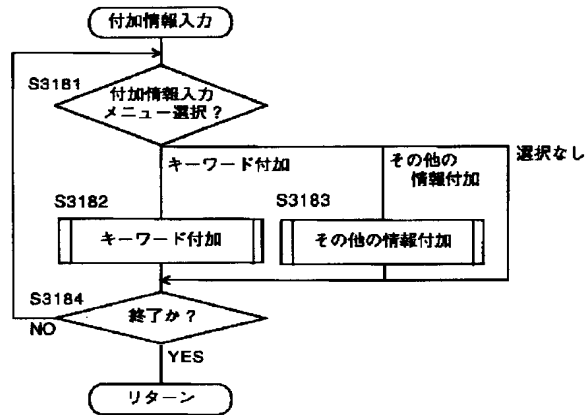 付加情報入力
S3181
付加情報入力
メニュー選択？
キーワード付加
その他の
情報付加
選択なし
S3182
S3183
キーワード付加
その他の情報付加
S3184
終了か？
NO
YES
リターン